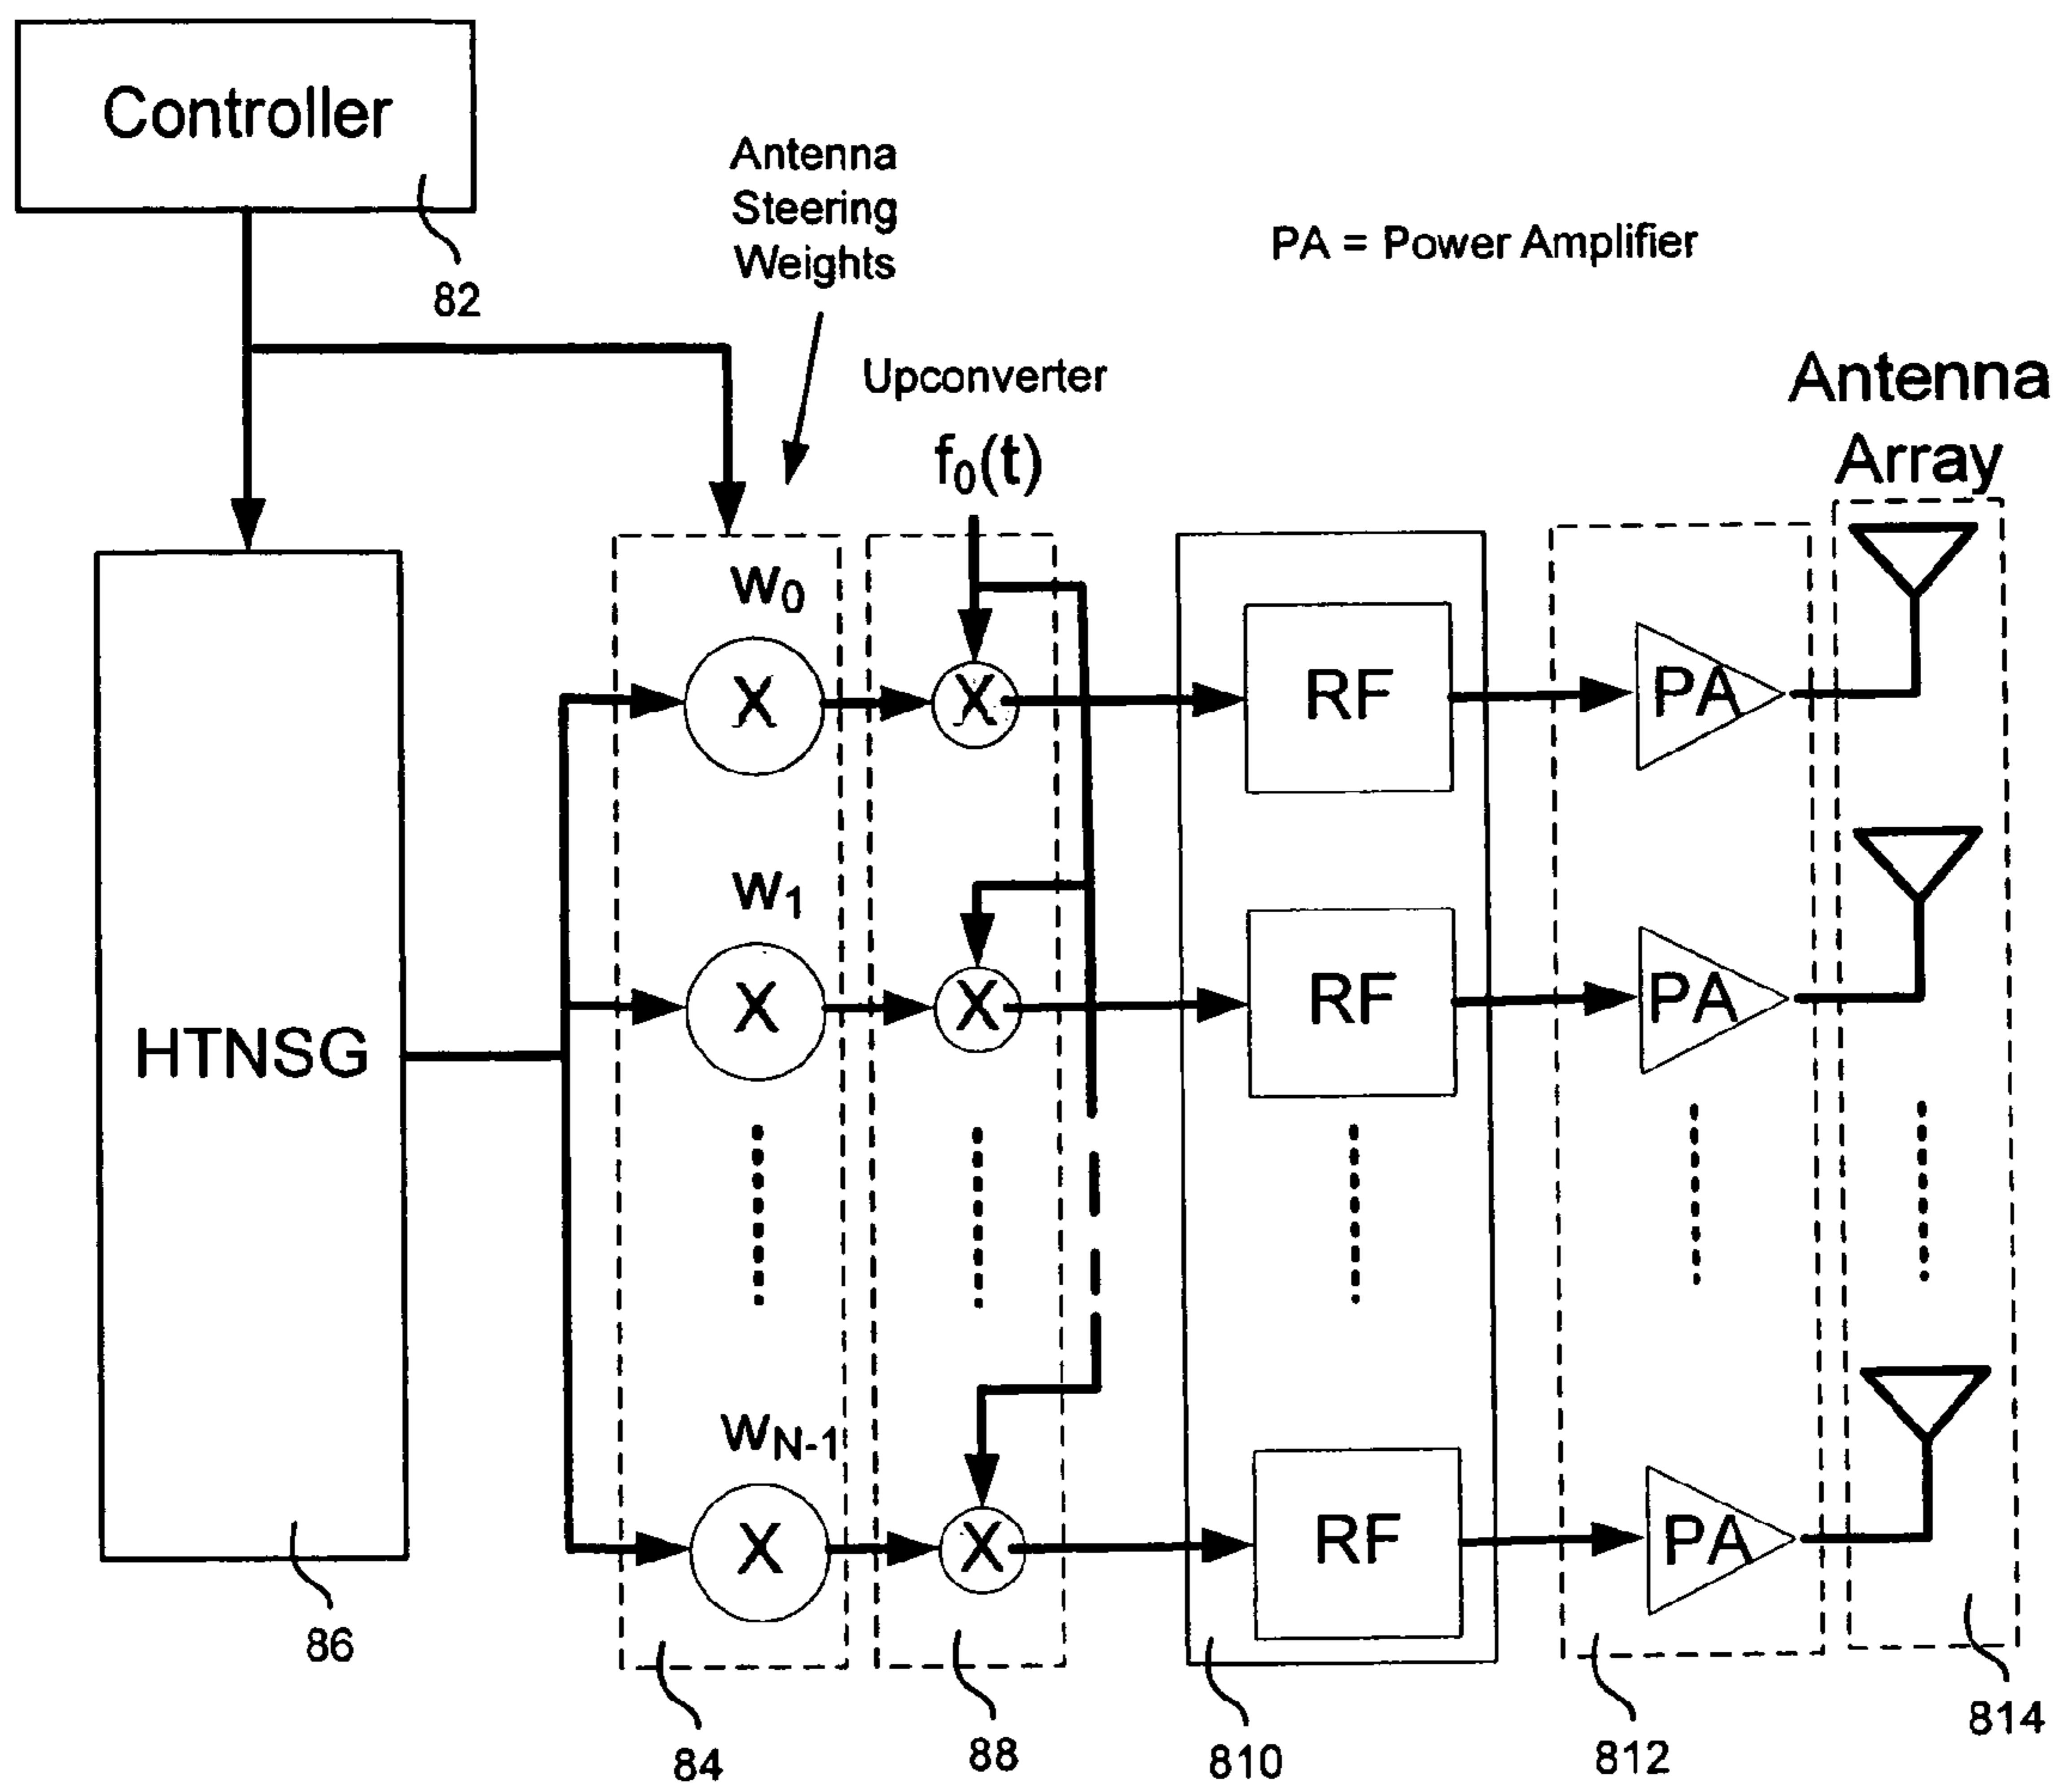 Controller
82
Antenna
Steering
Weights
PA = Power Amplifier
Upconverter
f₀(t)
Antenna
Array
W₀
X
X
RF
PA
W₁
X
X
RF
PA
HTNSG
W_N-1
X
X
RF
PA
86
84
88
810
812
814